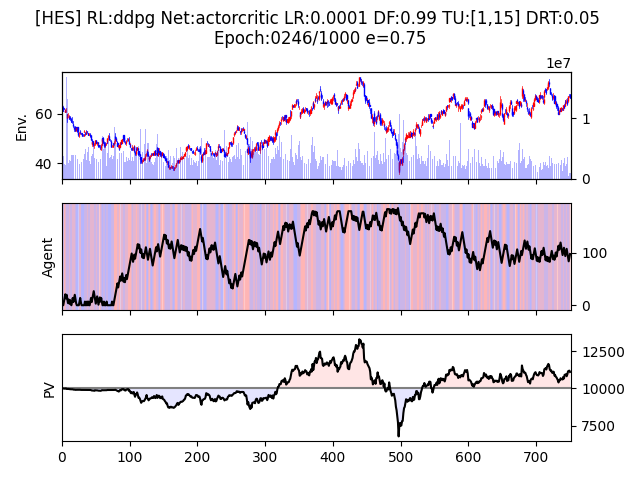 [HES] RL:ddpg Net:actorcritic LR:0.0001 DF:0.99 TU:[1,15] DRT:0.05
Epoch:0246/1000 e=0.75
1e7
Env.
60
40
1
0
Agent
100
0
PV
12500
10000
7500
0 100 200 300 400 500 600 700